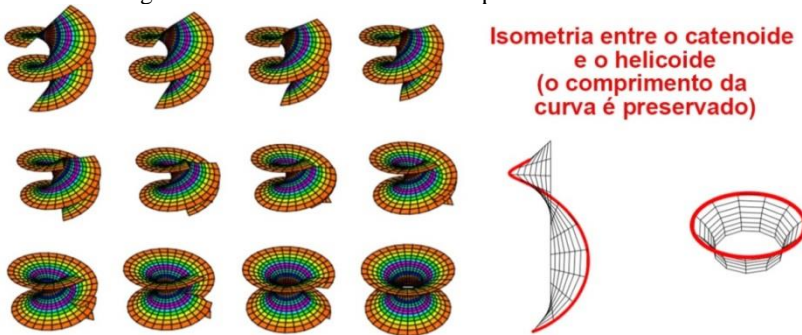 Isometria entre o catenoide
e o helicoide
(o comprimento da
curva é preservado)